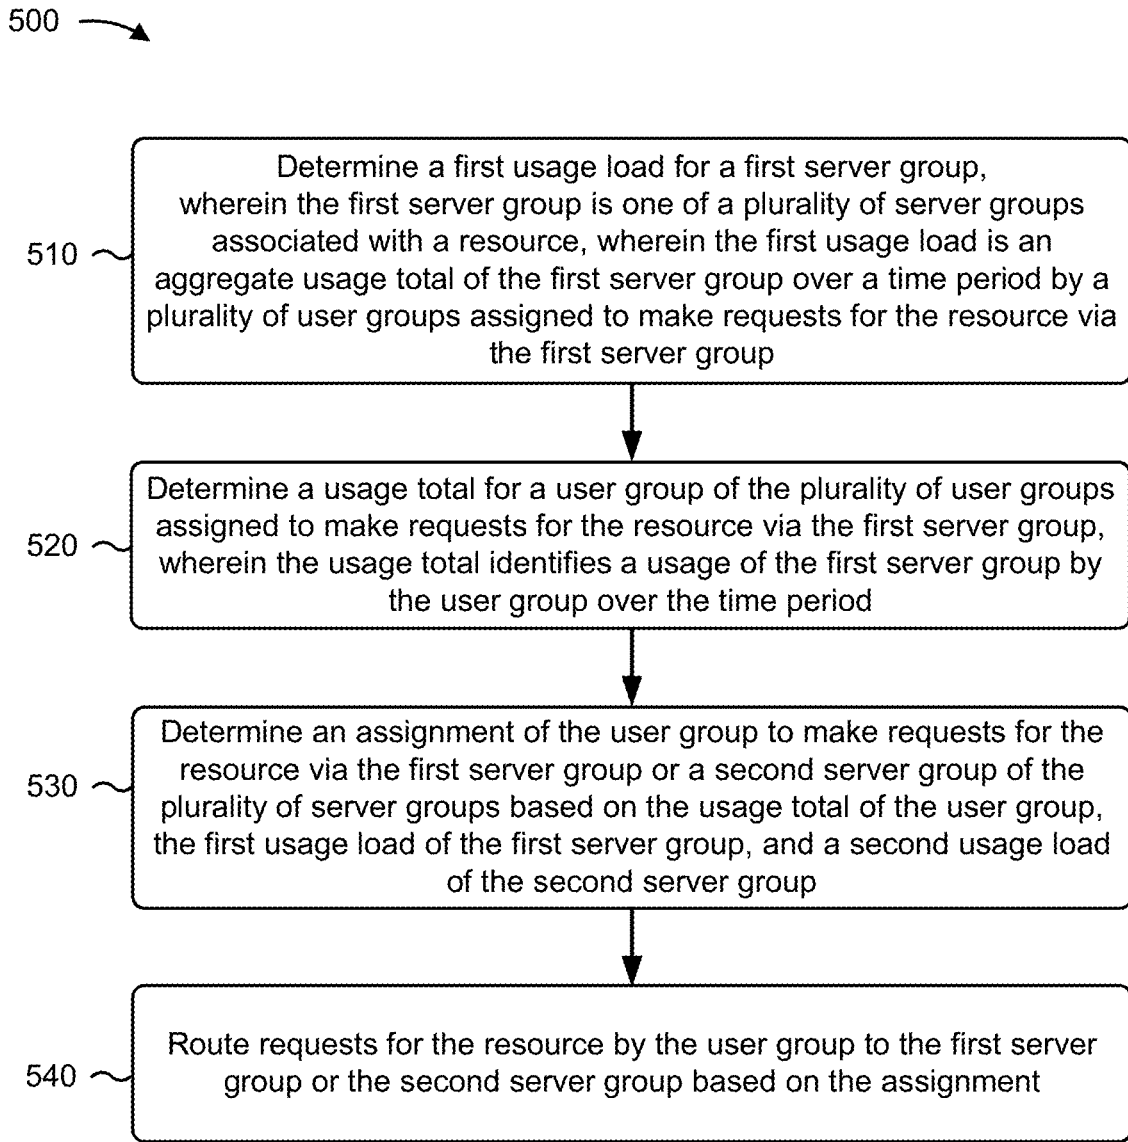 500
Determine a first usage load for a first server group,
wherein the first server group is one of a plurality of server groups
associated with a resource, wherein the first usage load is an
aggregate usage total of the first server group over a time period by a
plurality of user groups assigned to make requests for the resource via
the first server group
510
Determine a usage total for a user group of the plurality of user groups
assigned to make requests for the resource via the first server group,
wherein the usage total identifies a usage of the first server group by
the user group over the time period
520
Determine an assignment of the user group to make requests for the
resource via the first server group or a second server group of the
plurality of server groups based on the usage total of the user group,
the first usage load of the first server group, and a second usage load
of the second server group
530
Route requests for the resource by the user group to the first server
group or the second server group based on the assignment
540